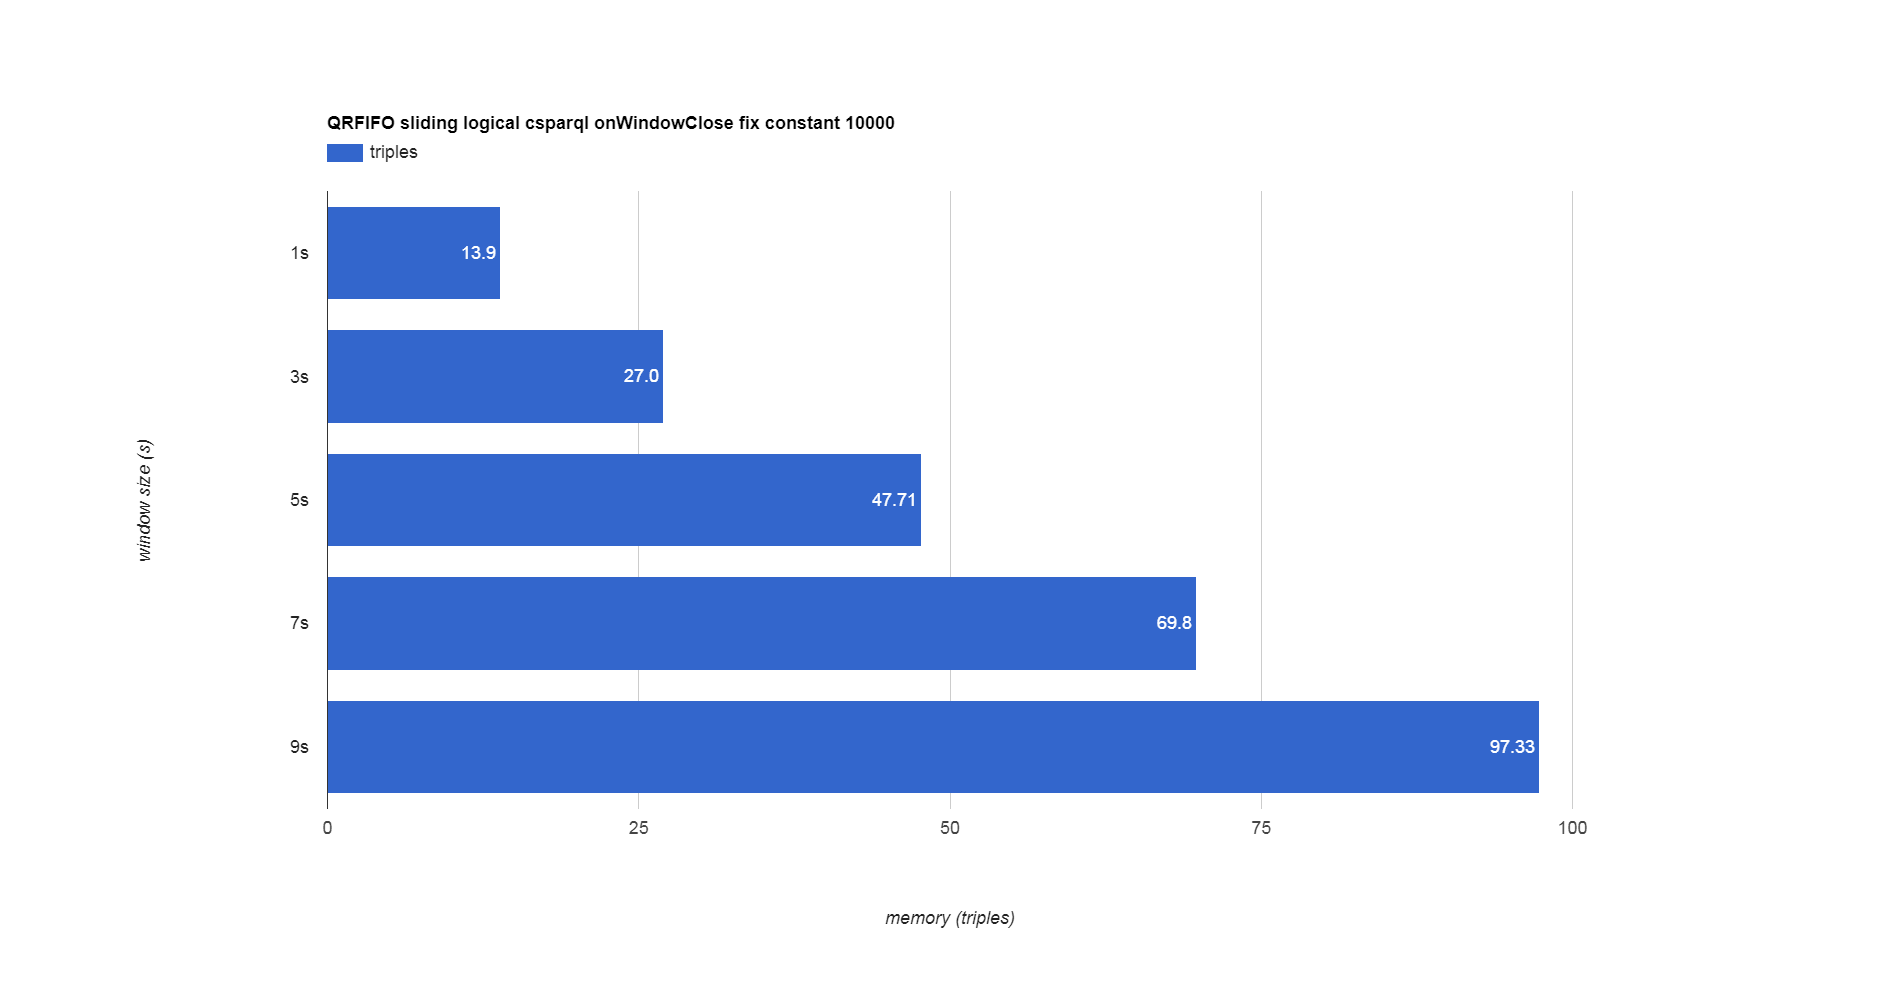 QRFIFO sliding logical csparql onWindowClose fix constant 10000
triples
1s
13.9
3s
27.0
5s
47.71
7s
69.8
9s
97.33
window size (s)
0 25 50 75 100
memory (triples)